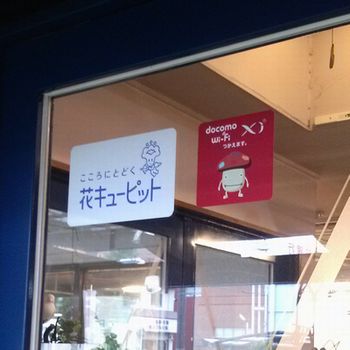 こころにとどく
花キューピット
docomo Xi
Wi-Fi
つかえます。